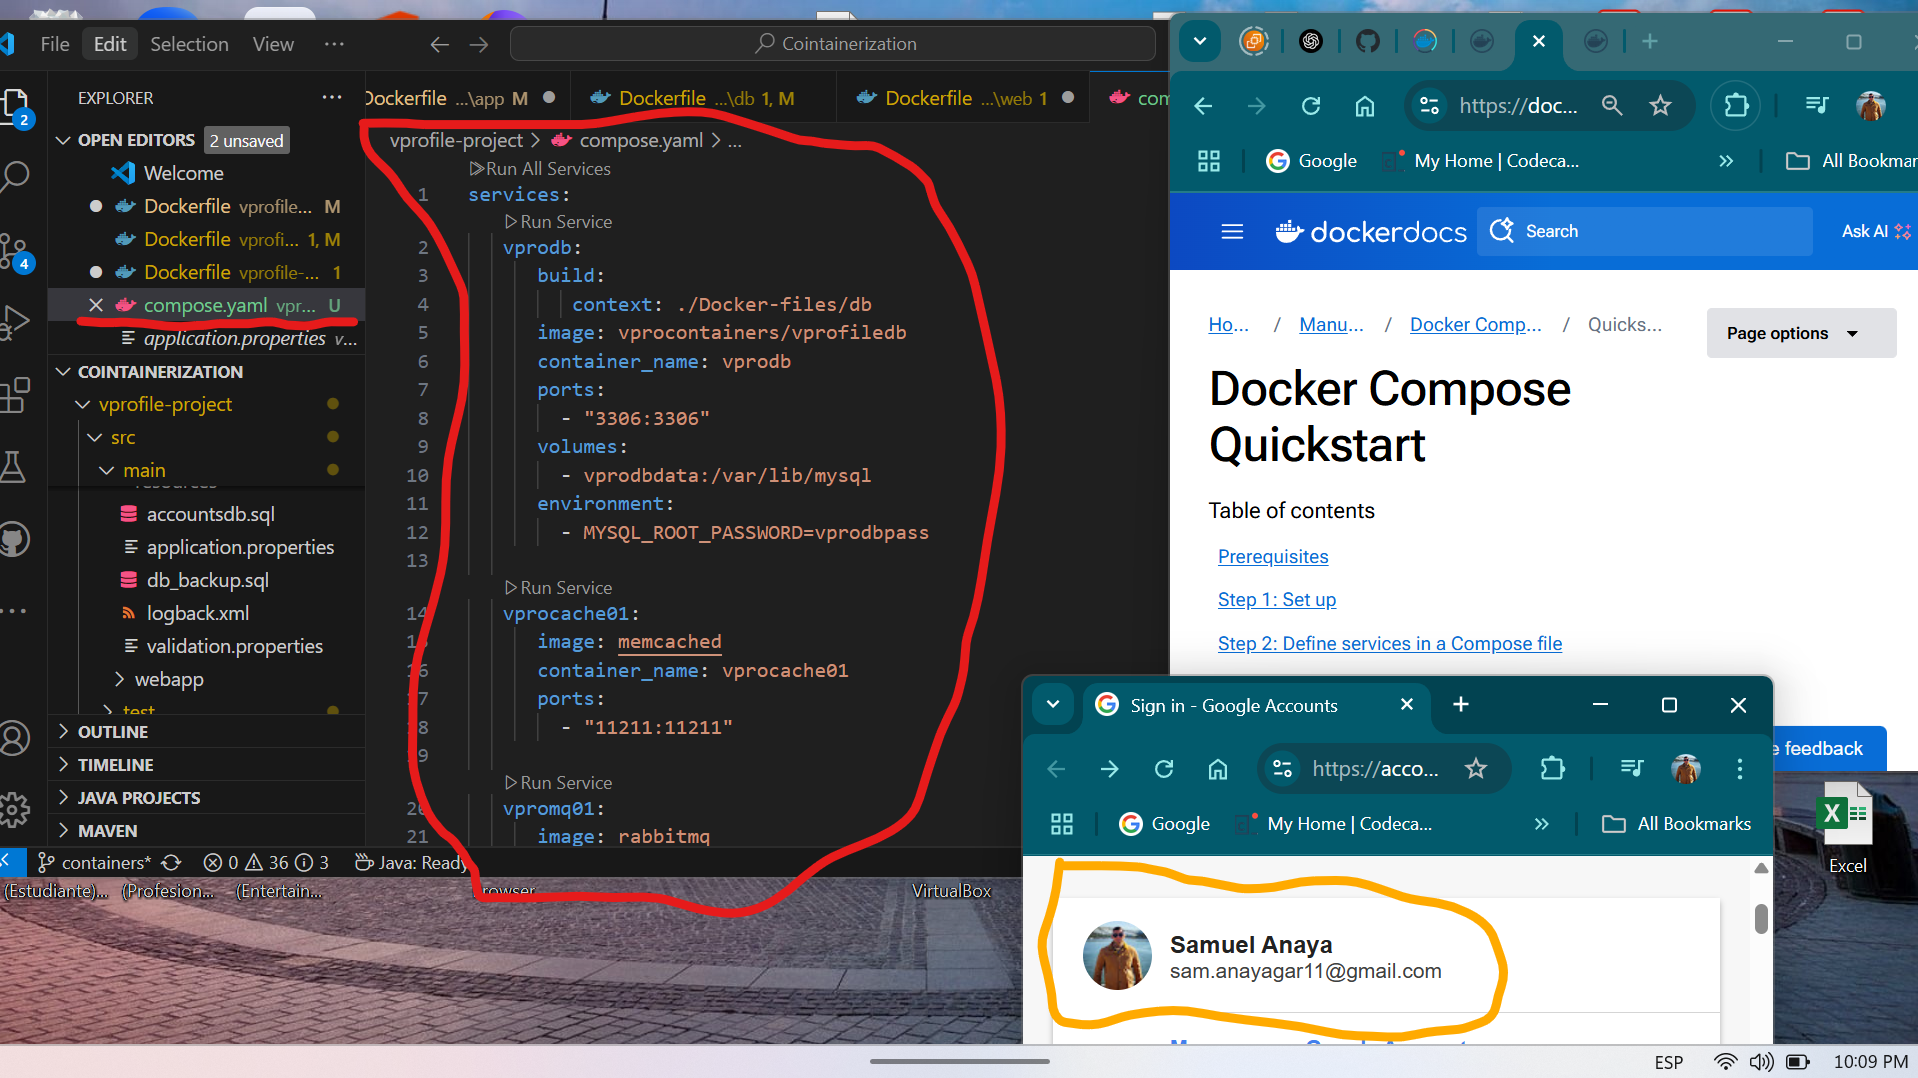 File Edit Selection View ...
Cointainerization
EXPLORER ...
OPEN EDITORS 2 unsaved
Welcome
Dockerfile vprofile... M
Dockerfile vprofi... 1, M
Dockerfile vprofile-... 1
compose.yaml vpr... U
application.properties v...
COINTAINERIZATION
vprofile-project
src
main
resources
accountsdb.sql
application.properties
db_backup.sql
logback.xml
validation.properties
webapp
test
OUTLINE
TIMELINE
JAVA PROJECTS
MAVEN
2
4
Dockerfile ...\app M
Dockerfile ...\db 1, M
Dockerfile ...\web 1
vprofile-project > compose.yaml > ...
Run All Services
1 services:
Run Service
2 vprodb:
3 build:
4 context: ./Docker-files/db
5 image: vprocontainers/vprofiledb
6 container_name: vprodb
7 ports:
8 - "3306:3306"
9 volumes:
10 - vprodbdata:/var/lib/mysql
11 environment:
12 - MYSQL_ROOT_PASSWORD=vprodbpass
13
Run Service
14 vprocache01:
15 image: memcached
16 container_name: vprocache01
17 ports:
18 - "11211:11211"
19
Run Service
20 vpromq01:
21 image: rabbitmq
containers* 0 36 3 Java: Ready
(Estudiante)... (Profesion... (Entertain...
VirtualBox
https://doc...
Google My Home | Codeca... » All Bookmar
dockerdocs Search Ask AI
Ho... / Manu... / Docker Comp... / Quicks...
Page options
Docker Compose
Quickstart
Table of contents
Prerequisites
Step 1: Set up
Step 2: Define services in a Compose file
feedback
Sign in - Google Accounts
https://acco...
Google My Home | Codeca... » All Bookmarks
Samuel Anaya
sam.anayagar11@gmail.com
Excel
ESP 10:09 PM